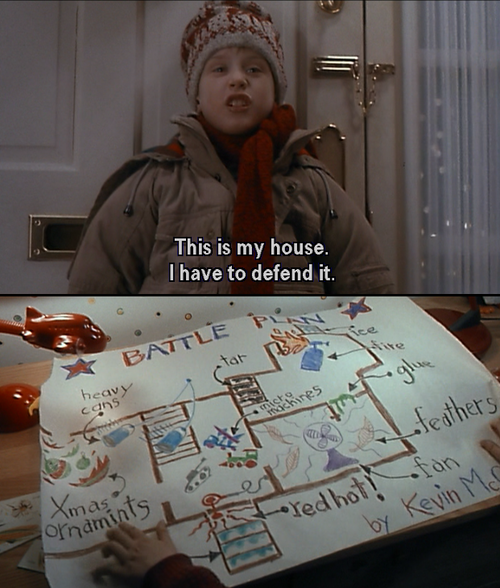 This is my house.
I have to defend it.
BATTLE PLAN
ice
fire
tar
glue
heavy
cans
micro
machines
feathers
fan
Xmas
ornamints
red hot!
by Kevin Mc